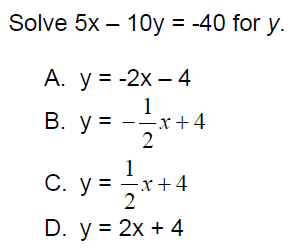 Solve 5x – 10y = -40 for y.
A. y = -2x – 4
B. y = -1/2x + 4
C. y = 1/2x + 4
D. y = 2x + 4